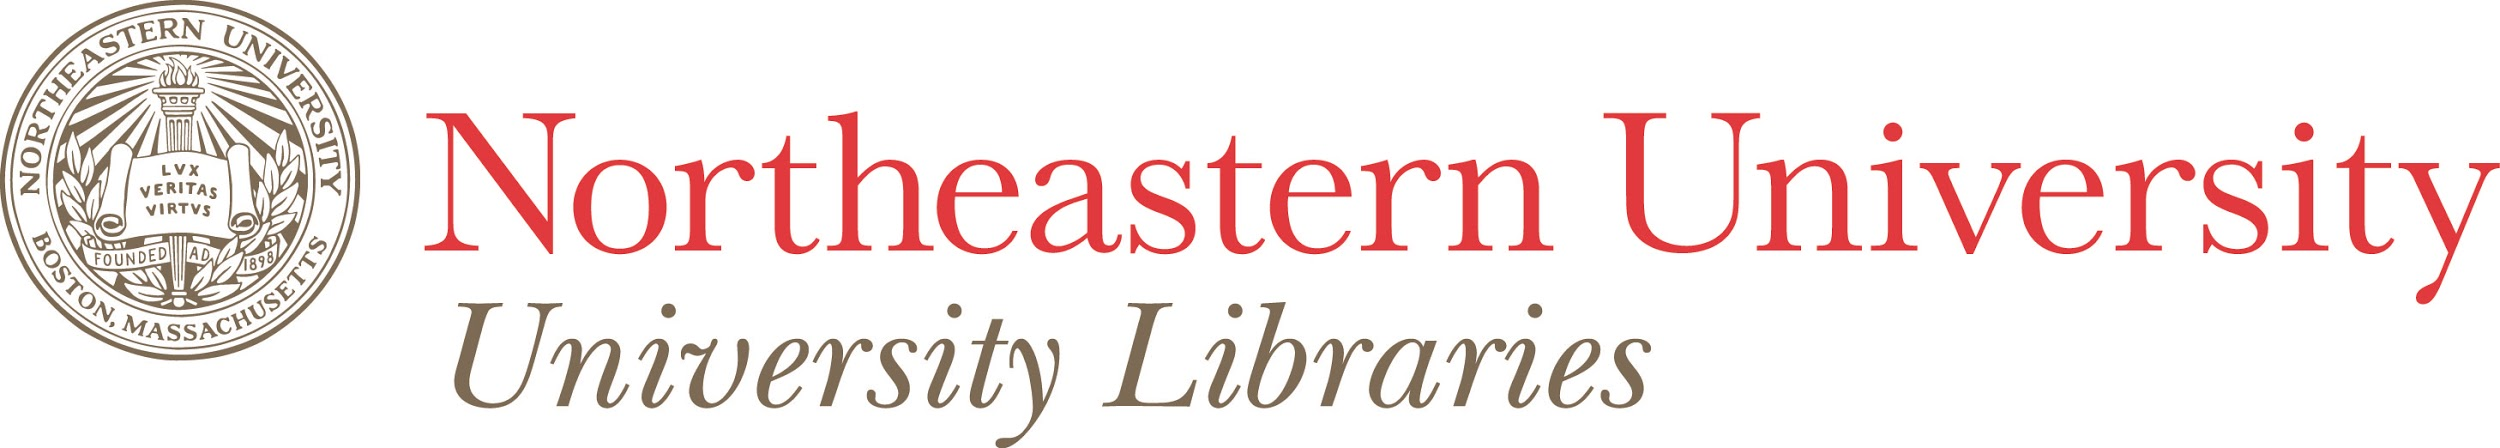 NORTHEASTERN UNIVERSITY
LVX
VERITAS
VIRTVS
FOUNDED AD 1898
BOSTON, MASSACHUSETTS
Northeastern University
University Libraries